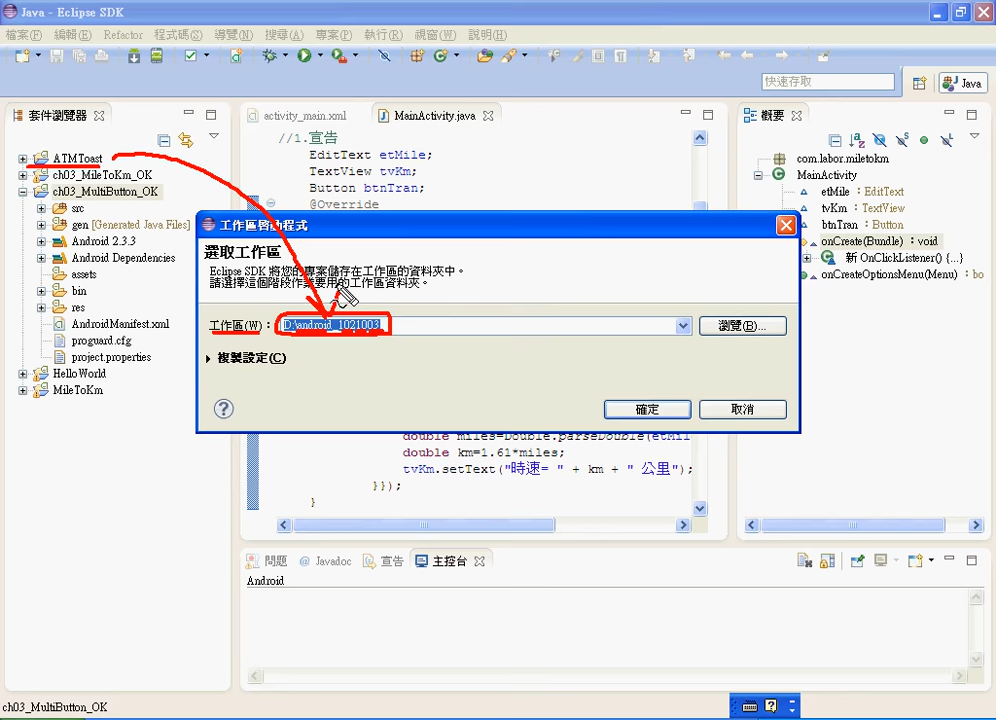 Java - Eclipse SDK
檔案(F) 編輯(E) Refactor 程式碼(S) 導覽(N) 搜尋(A) 專案(P) 執行(R) 視窗(W) 說明(H)
快速存取
Java
套件瀏覽器
ATMToast
ch03_MileToKm_OK
ch03_MultiButton_OK
src
gen [Generated Java Files]
Android 2.3.3
Android Dependencies
assets
bin
res
AndroidManifest.xml
proguard.cfg
project.properties
HelloWorld
MileToKm
activity_main.xml
MainActivity.java
//1.宣告
EditText etMile;
TextView tvKm;
Button btnTran;
@Override
工作區啟動程式
選取工作區
Eclipse SDK 將您的專案儲存在工作區的資料夾中。
請選擇這個階段作業要用的工作區資料夾。
工作區(W)：
D:\android_1021003
瀏覽(B)...
複製設定(C)
確定
取消
double miles=Double.parseDouble(etMil
double km=1.61*miles;
tvKm.setText("時速= " + km + " 公里");
}});
}
概要
com.labor.miletokm
MainActivity
etMile : EditText
tvKm : TextView
btnTran : Button
onCreate(Bundle) : void
新 OnClickListener() {...}
onCreateOptionsMenu(Menu) : bo
問題
@ Javadoc
宣告
主控台
Android
ch03_MultiButton_OK